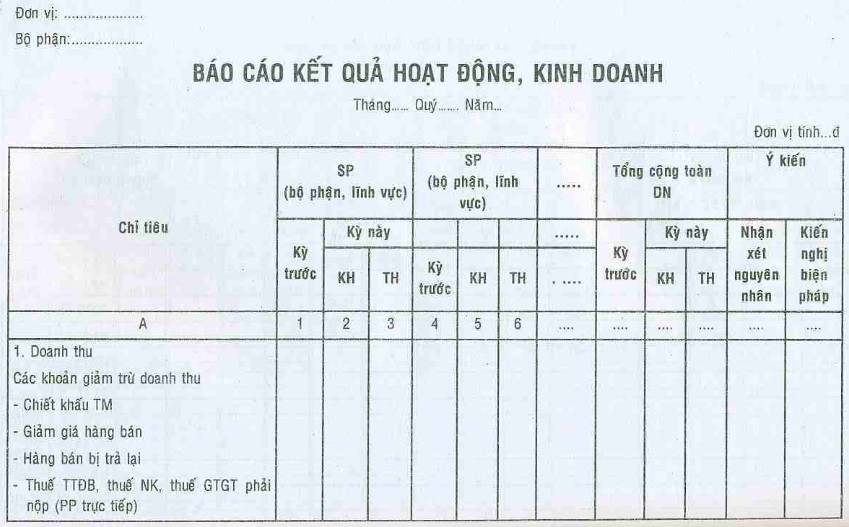 Đơn vị: ....................
Bộ phận:..................
BÁO CÁO KẾT QUẢ HOẠT ĐỘNG, KINH DOANH
Tháng..... Quý....... Năm...
Đơn vị tính...đ
Chỉ tiêu
SP
(bộ phận, lĩnh vực)
SP
(bộ phận, lĩnh
vực)
.....
Tổng cộng toàn
DN
Ý kiến
Kỳ
trước
Kỳ này
KH
TH
Kỳ
trước
KH
TH
.....
. ....
Kỳ
trước
Kỳ này
KH
TH
Nhận
xét
nguyên
nhân
Kiến
nghị
biện
pháp
A 1 2 3 4 5 6 .... .... .... .... .... ....
1. Doanh thu
Các khoản giảm trừ doanh thu
- Chiết khấu TM
- Giảm giá hàng bán
- Hàng bán bị trả lại
- Thuế TTĐB, thuế NK, thuế GTGT phải
nộp (PP trực tiếp)